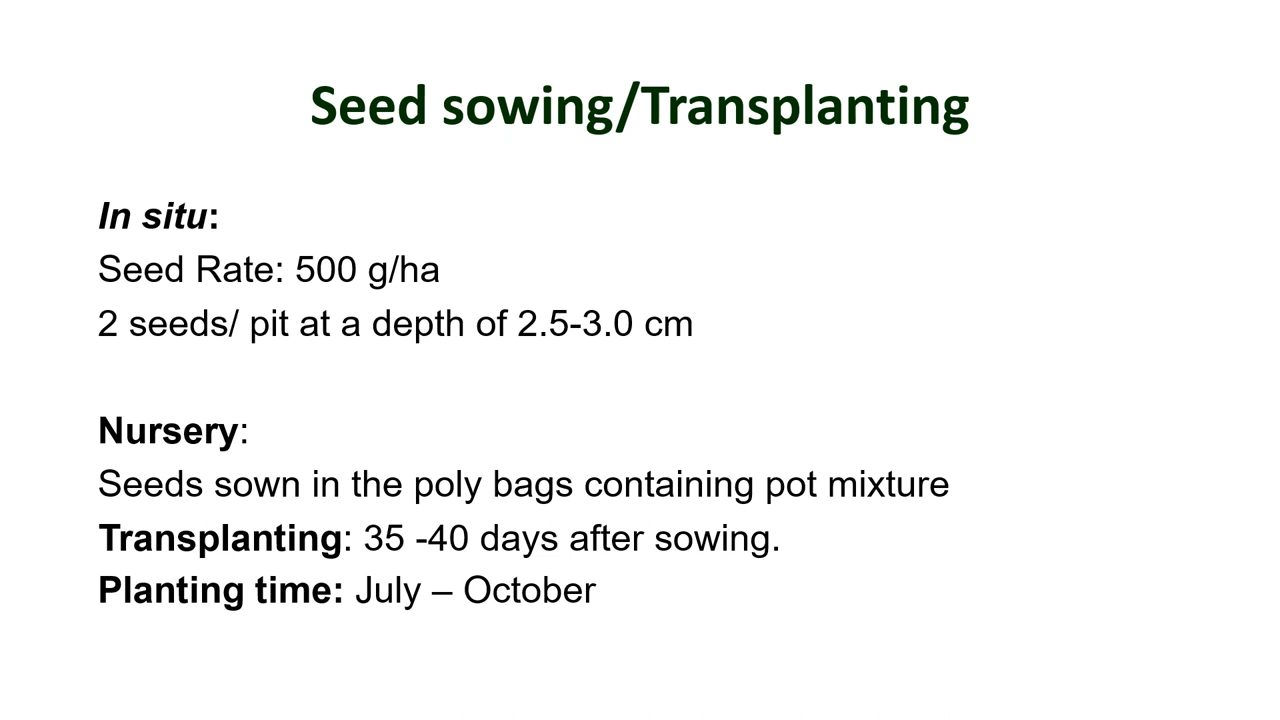 Seed sowing/Transplanting
In situ:
Seed Rate: 500 g/ha
2 seeds/ pit at a depth of 2.5-3.0 cm
Nursery:
Seeds sown in the poly bags containing pot mixture
Transplanting: 35 -40 days after sowing.
Planting time: July – October